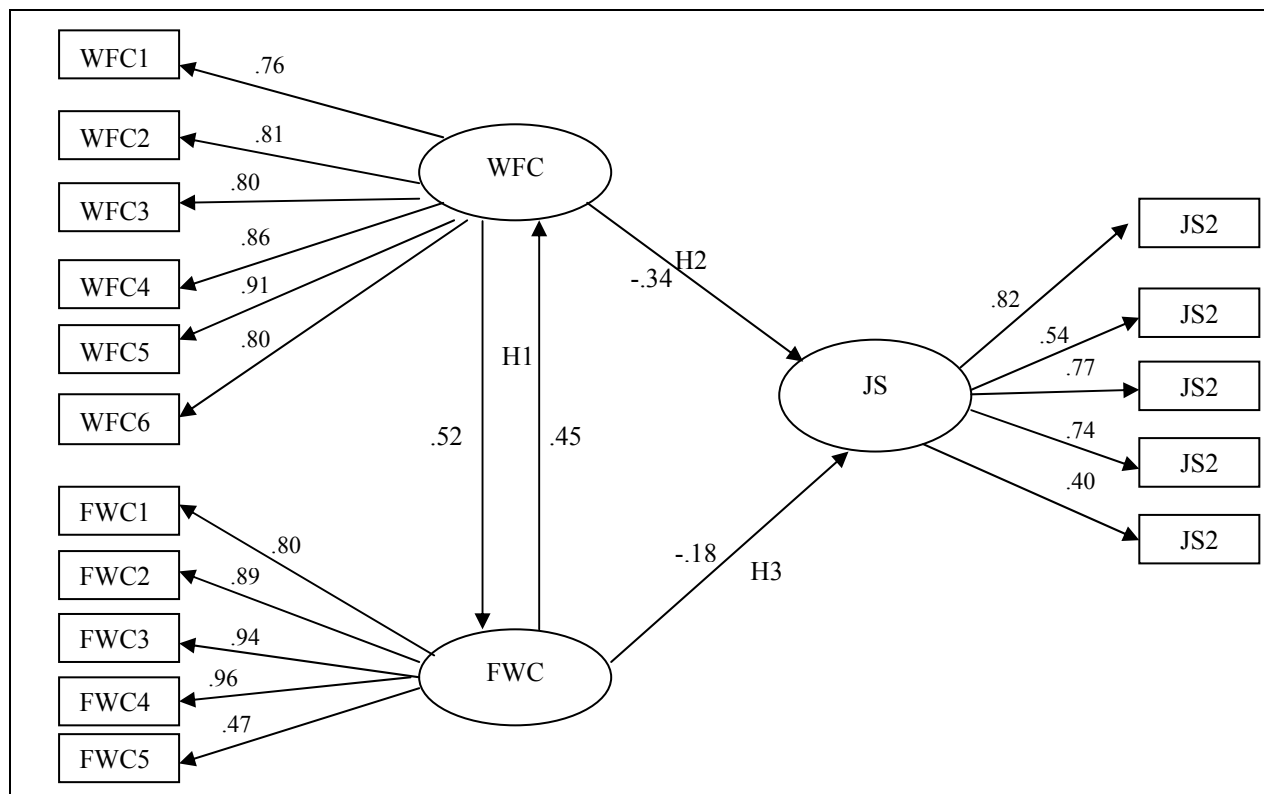 WFC1
.76
WFC2
.81
WFC
WFC3
.80
WFC4
.86
WFC5
.91
WFC6
.80
H2
-.34
H1
.52
.45
JS
.82
JS2
.54
JS2
.77
JS2
.74
JS2
.40
JS2
FWC1
.80
FWC2
.89
FWC3
.94
FWC
FWC4
.96
FWC5
.47
-.18
H3